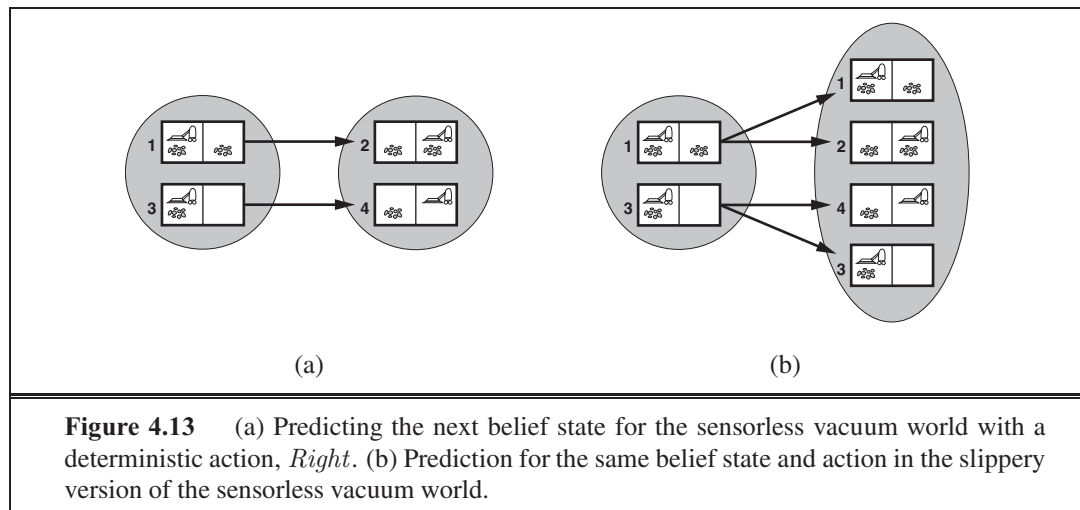 1
2
3
4
(a)
1
3
1
2
4
3
(b)
Figure 4.13 (a) Predicting the next belief state for the sensorless vacuum world with a
deterministic action, Right. (b) Prediction for the same belief state and action in the slippery
version of the sensorless vacuum world.